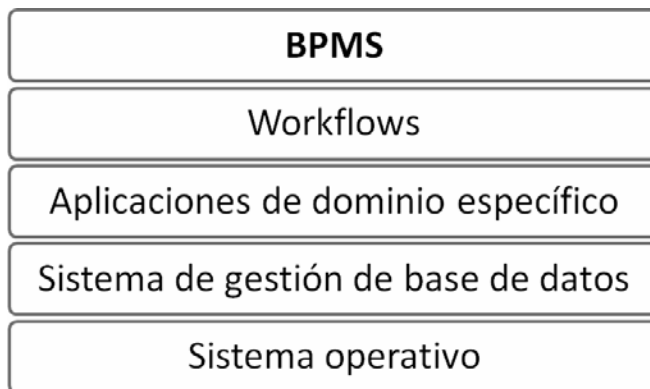 BPMS
Workflows
Aplicaciones de dominio específico
Sistema de gestión de base de datos
Sistema operativo